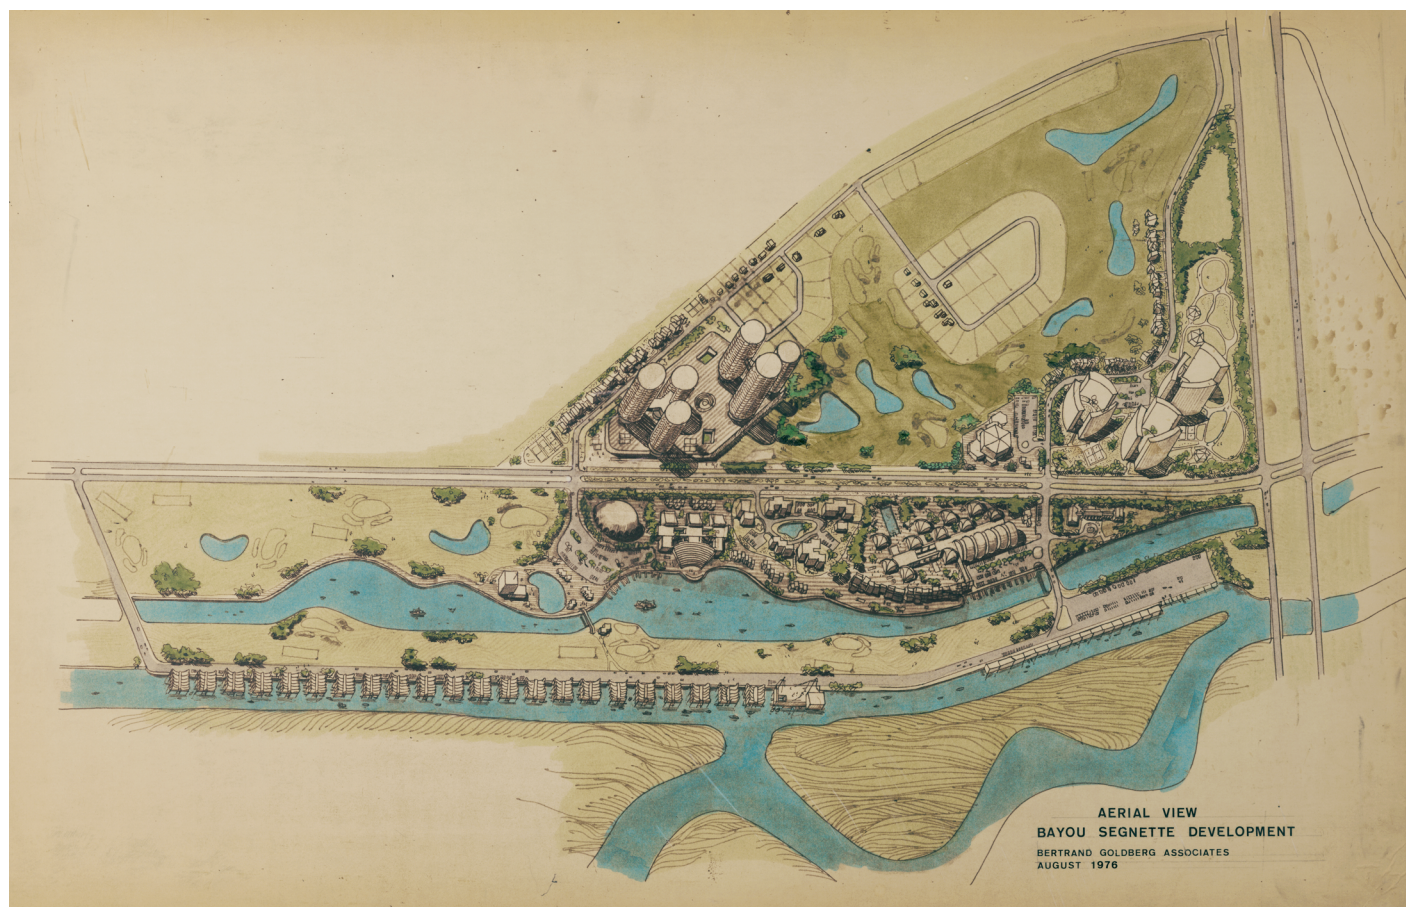 AERIAL VIEW
BAYOU SEGNETTE DEVELOPMENT
BERTRAND GOLDBERG ASSOCIATES
AUGUST 1976